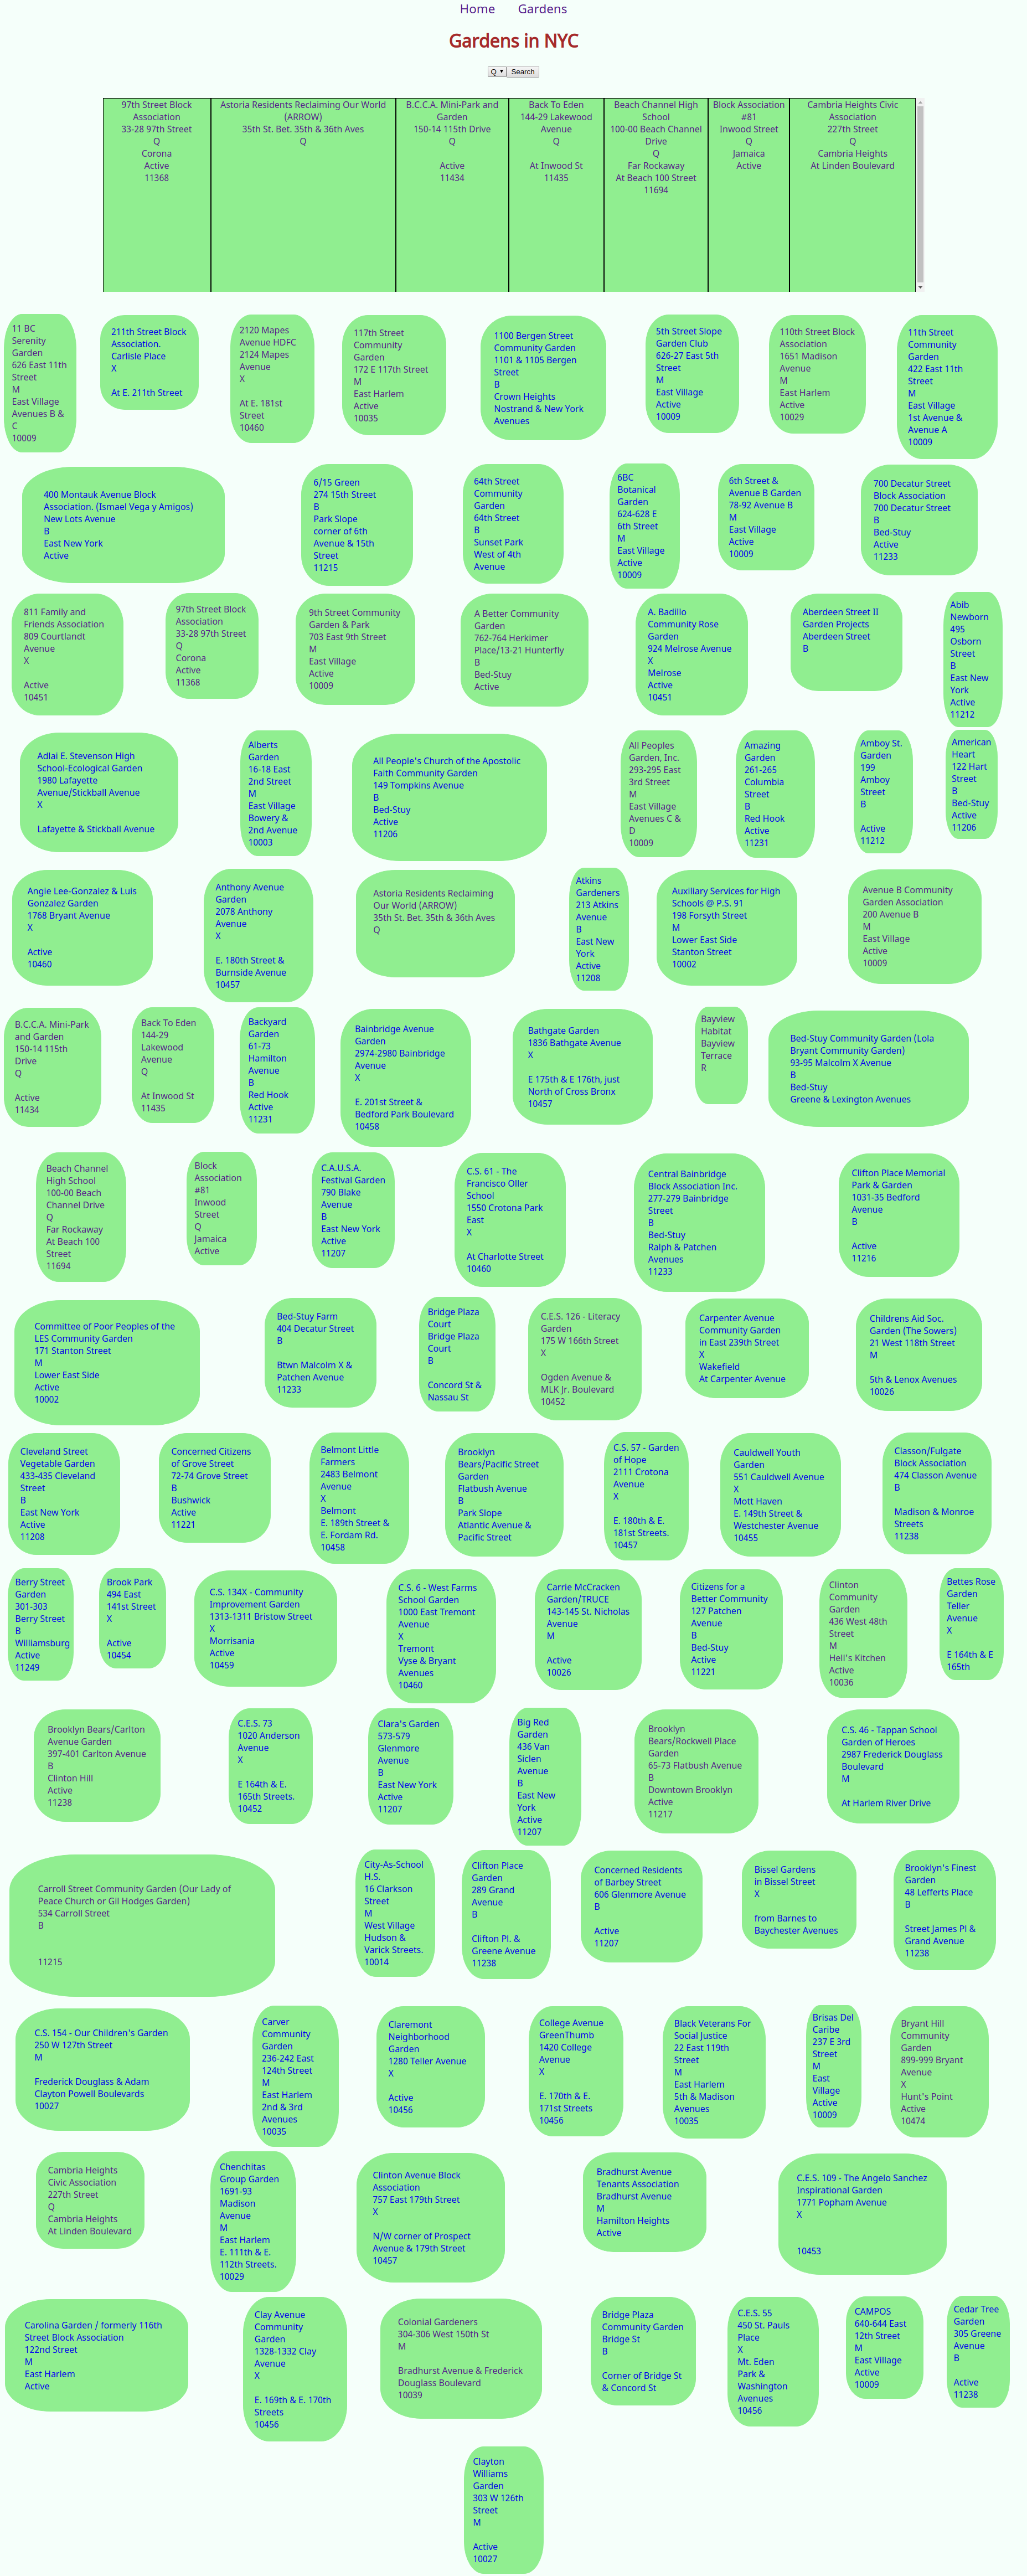 Home Gardens
Gardens in NYC
Q Search
97th Street Block
Association
33-28 97th Street
Q
Corona
Active
11368
Astoria Residents Reclaiming Our World
(ARROW)
35th St. Bet. 35th & 36th Aves
Q
B.C.C.A. Mini-Park and
Garden
150-14 115th Drive
Q
Active
11434
Back To Eden
144-29 Lakewood
Avenue
Q
At Inwood St
11435
Beach Channel High
School
100-00 Beach Channel
Drive
Q
Far Rockaway
At Beach 100 Street
11694
Block Association
#81
Inwood Street
Q
Jamaica
Active
Cambria Heights Civic
Association
227th Street
Q
Cambria Heights
At Linden Boulevard
11 BC
Serenity
Garden
626 East 11th
Street
M
East Village
Avenues B &
C
10009
211th Street Block
Association.
Carlisle Place
X
At E. 211th Street
2120 Mapes
Avenue HDFC
2124 Mapes
Avenue
X
At E. 181st
Street
10460
117th Street
Community
Garden
172 E 117th Street
M
East Harlem
Active
10035
1100 Bergen Street
Community Garden
1101 & 1105 Bergen
Street
B
Crown Heights
Nostrand & New York
Avenues
5th Street Slope
Garden Club
626-27 East 5th
Street
M
East Village
Active
10009
110th Street Block
Association
1651 Madison
Avenue
M
East Harlem
Active
10029
11th Street
Community
Garden
422 East 11th
Street
M
East Village
1st Avenue &
Avenue A
10009
400 Montauk Avenue Block
Association. (Ismael Vega y Amigos)
New Lots Avenue
B
East New York
Active
6/15 Green
274 15th Street
B
Park Slope
corner of 6th
Avenue & 15th
Street
11215
64th Street
Community
Garden
64th Street
B
Sunset Park
West of 4th
Avenue
6BC
Botanical
Garden
624-628 E
6th Street
M
East Village
Active
10009
6th Street &
Avenue B Garden
78-92 Avenue B
M
East Village
Active
10009
700 Decatur Street
Block Association
700 Decatur Street
B
Bed-Stuy
Active
11233
811 Family and
Friends Association
809 Courtlandt
Avenue
X
Active
10451
97th Street Block
Association
33-28 97th Street
Q
Corona
Active
11368
9th Street Community
Garden & Park
703 East 9th Street
M
East Village
Active
10009
A Better Community
Garden
762-764 Herkimer
Place/13-21 Hunterfly
B
Bed-Stuy
Active
A. Badillo
Community Rose
Garden
924 Melrose Avenue
X
Melrose
Active
10451
Aberdeen Street II
Garden Projects
Aberdeen Street
B
Abib
Newborn
495
Osborn
Street
B
East New
York
Active
11212
Adlai E. Stevenson High
School-Ecological Garden
1980 Lafayette
Avenue/Stickball Avenue
X
Lafayette & Stickball Avenue
Alberts
Garden
16-18 East
2nd Street
M
East Village
Bowery &
2nd Avenue
10003
All People's Church of the Apostolic
Faith Community Garden
149 Tompkins Avenue
B
Bed-Stuy
Active
11206
All Peoples
Garden, Inc.
293-295 East
3rd Street
M
East Village
Avenues C &
D
10009
Amazing
Garden
261-265
Columbia
Street
B
Red Hook
Active
11231
Amboy St.
Garden
199
Amboy
Street
B
Active
11212
American
Heart
122 Hart
Street
B
Bed-Stuy
Active
11206
Angie Lee-Gonzalez & Luis
Gonzalez Garden
1768 Bryant Avenue
X
Active
10460
Anthony Avenue
Garden
2078 Anthony
Avenue
X
E. 180th Street &
Burnside Avenue
10457
Astoria Residents Reclaiming
Our World (ARROW)
35th St. Bet. 35th & 36th Aves
Q
Atkins
Gardeners
213 Atkins
Avenue
B
East New
York
Active
11208
Auxiliary Services for High
Schools @ P.S. 91
198 Forsyth Street
M
Lower East Side
Stanton Street
10002
Avenue B Community
Garden Association
200 Avenue B
M
East Village
Active
10009
B.C.C.A. Mini-Park
and Garden
150-14 115th
Drive
Q
Active
11434
Back To Eden
144-29
Lakewood
Avenue
Q
At Inwood St
11435
Backyard
Garden
61-73
Hamilton
Avenue
B
Red Hook
Active
11231
Bainbridge Avenue
Garden
2974-2980 Bainbridge
Avenue
X
E. 201st Street &
Bedford Park Boulevard
10458
Bathgate Garden
1836 Bathgate Avenue
X
E 175th & E 176th, just
North of Cross Bronx
10457
Bayview
Habitat
Bayview
Terrace
R
Bed-Stuy Community Garden (Lola
Bryant Community Garden)
93-95 Malcolm X Avenue
B
Bed-Stuy
Greene & Lexington Avenues
Beach Channel
High School
100-00 Beach
Channel Drive
Q
Far Rockaway
At Beach 100
Street
11694
Block
Association
#81
Inwood
Street
Q
Jamaica
Active
C.A.U.S.A.
Festival Garden
790 Blake
Avenue
B
East New York
Active
11207
C.S. 61 - The
Francisco Oller
School
1550 Crotona Park
East
X
At Charlotte Street
10460
Central Bainbridge
Block Association Inc.
277-279 Bainbridge
Street
B
Bed-Stuy
Ralph & Patchen
Avenues
11233
Clifton Place Memorial
Park & Garden
1031-35 Bedford
Avenue
B
Active
11216
Committee of Poor Peoples of the
LES Community Garden
171 Stanton Street
M
Lower East Side
Active
10002
Bed-Stuy Farm
404 Decatur Street
B
Btwn Malcolm X &
Patchen Avenue
11233
Bridge Plaza
Court
Bridge Plaza
Court
B
Concord St &
Nassau St
C.E.S. 126 - Literacy
Garden
175 W 166th Street
X
Ogden Avenue &
MLK Jr. Boulevard
10452
Carpenter Avenue
Community Garden
in East 239th Street
X
Wakefield
At Carpenter Avenue
Childrens Aid Soc.
Garden (The Sowers)
21 West 118th Street
M
5th & Lenox Avenues
10026
Cleveland Street
Vegetable Garden
433-435 Cleveland
Street
B
East New York
Active
11208
Concerned Citizens
of Grove Street
72-74 Grove Street
B
Bushwick
Active
11221
Belmont Little
Farmers
2483 Belmont
Avenue
X
Belmont
E. 189th Street &
E. Fordam Rd.
10458
Brooklyn
Bears/Pacific Street
Garden
Flatbush Avenue
B
Park Slope
Atlantic Avenue &
Pacific Street
C.S. 57 - Garden
of Hope
2111 Crotona
Avenue
X
E. 180th & E.
181st Streets.
10457
Cauldwell Youth
Garden
551 Cauldwell Avenue
X
Mott Haven
E. 149th Street &
Westchester Avenue
10455
Classon/Fulgate
Block Association
474 Classon Avenue
B
Madison & Monroe
Streets
11238
Berry Street
Garden
301-303
Berry Street
B
Williamsburg
Active
11249
Brook Park
494 East
141st Street
X
Active
10454
C.S. 134X - Community
Improvement Garden
1313-1311 Bristow Street
X
Morrisania
Active
10459
C.S. 6 - West Farms
School Garden
1000 East Tremont
Avenue
X
Tremont
Vyse & Bryant
Avenues
10460
Carrie McCracken
Garden/TRUCE
143-145 St. Nicholas
Avenue
M
Active
10026
Citizens for a
Better Community
127 Patchen
Avenue
B
Bed-Stuy
Active
11221
Clinton
Community
Garden
436 West 48th
Street
M
Hell's Kitchen
Active
10036
Bettes Rose
Garden
Teller
Avenue
X
E 164th & E
165th
Brooklyn Bears/Carlton
Avenue Garden
397-401 Carlton Avenue
B
Clinton Hill
Active
11238
C.E.S. 73
1020 Anderson
Avenue
X
E 164th & E.
165th Streets.
10452
Clara's Garden
573-579
Glenmore
Avenue
B
East New York
Active
11207
Big Red
Garden
436 Van
Siclen
Avenue
B
East New
York
Active
11207
Brooklyn
Bears/Rockwell Place
Garden
65-73 Flatbush Avenue
B
Downtown Brooklyn
Active
11217
C.S. 46 - Tappan School
Garden of Heroes
2987 Frederick Douglass
Boulevard
M
At Harlem River Drive
Carroll Street Community Garden (Our Lady of
Peace Church or Gil Hodges Garden)
534 Carroll Street
B
11215
City-As-School
H.S.
16 Clarkson
Street
M
West Village
Hudson &
Varick Streets.
10014
Clifton Place
Garden
289 Grand
Avenue
B
Clifton Pl. &
Greene Avenue
11238
Concerned Residents
of Barbey Street
606 Glenmore Avenue
B
Active
11207
Bissel Gardens
in Bissel Street
X
from Barnes to
Baychester Avenues
Brooklyn's Finest
Garden
48 Lefferts Place
B
Street James Pl &
Grand Avenue
11238
C.S. 154 - Our Children's Garden
250 W 127th Street
M
Frederick Douglass & Adam
Clayton Powell Boulevards
10027
Carver
Community
Garden
236-242 East
124th Street
M
East Harlem
2nd & 3rd
Avenues
10035
Claremont
Neighborhood
Garden
1280 Teller Avenue
X
Active
10456
College Avenue
GreenThumb
1420 College
Avenue
X
E. 170th & E.
171st Streets
10456
Black Veterans For
Social Justice
22 East 119th
Street
M
East Harlem
5th & Madison
Avenues
10035
Brisas Del
Caribe
237 E 3rd
Street
M
East
Village
Active
10009
Bryant Hill
Community
Garden
899-999 Bryant
Avenue
X
Hunt's Point
Active
10474
Cambria Heights
Civic Association
227th Street
Q
Cambria Heights
At Linden Boulevard
Chenchitas
Group Garden
1691-93
Madison
Avenue
M
East Harlem
E. 111th & E.
112th Streets.
10029
Clinton Avenue Block
Association
757 East 179th Street
X
N/W corner of Prospect
Avenue & 179th Street
10457
Bradhurst Avenue
Tenants Association
Bradhurst Avenue
M
Hamilton Heights
Active
C.E.S. 109 - The Angelo Sanchez
Inspirational Garden
1771 Popham Avenue
X
10453
Carolina Garden / formerly 116th
Street Block Association
122nd Street
M
East Harlem
Active
Clay Avenue
Community
Garden
1328-1332 Clay
Avenue
X
E. 169th & E. 170th
Streets
10456
Colonial Gardeners
304-306 West 150th St
M
Bradhurst Avenue & Frederick
Douglass Boulevard
10039
Bridge Plaza
Community Garden
Bridge St
B
Corner of Bridge St
& Concord St
C.E.S. 55
450 St. Pauls
Place
X
Mt. Eden
Park &
Washington
Avenues
10456
CAMPOS
640-644 East
12th Street
M
East Village
Active
10009
Cedar Tree
Garden
305 Greene
Avenue
B
Active
11238
Clayton
Williams
Garden
303 W 126th
Street
M
Active
10027